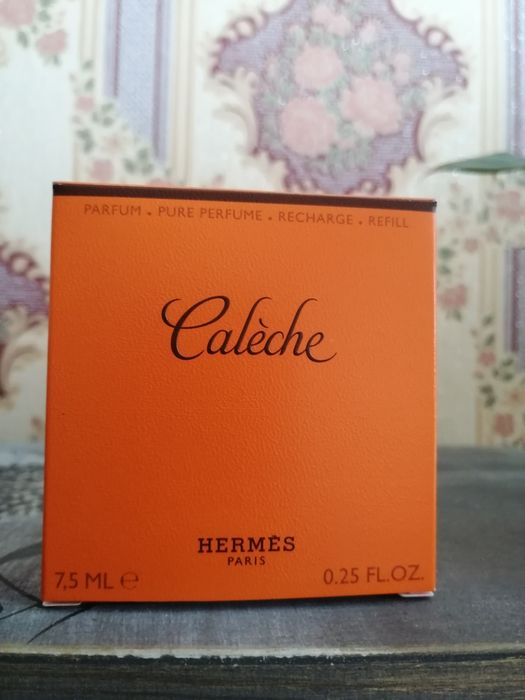 PARFUM . PURE PERFUME . RECHARGE . REFILL
Calèche
HERMÈS
PARIS
7,5 ML ℮
0.25 FL.OZ.